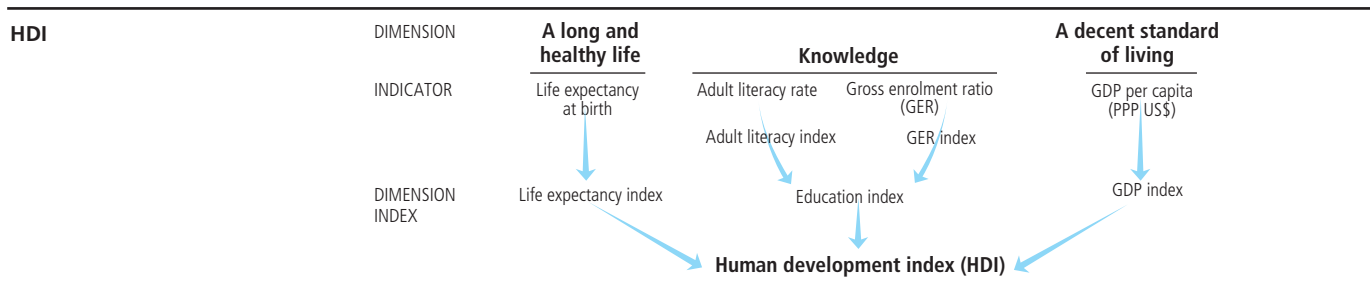 HDI
DIMENSION
A long and
healthy life
Knowledge
A decent standard
of living
INDICATOR
Life expectancy
at birth
Adult literacy rate
Gross enrolment ratio
(GER)
GDP per capita
(PPP US$)
Adult literacy index
GER index
DIMENSION
INDEX
Life expectancy index
Education index
GDP index
Human development index (HDI)